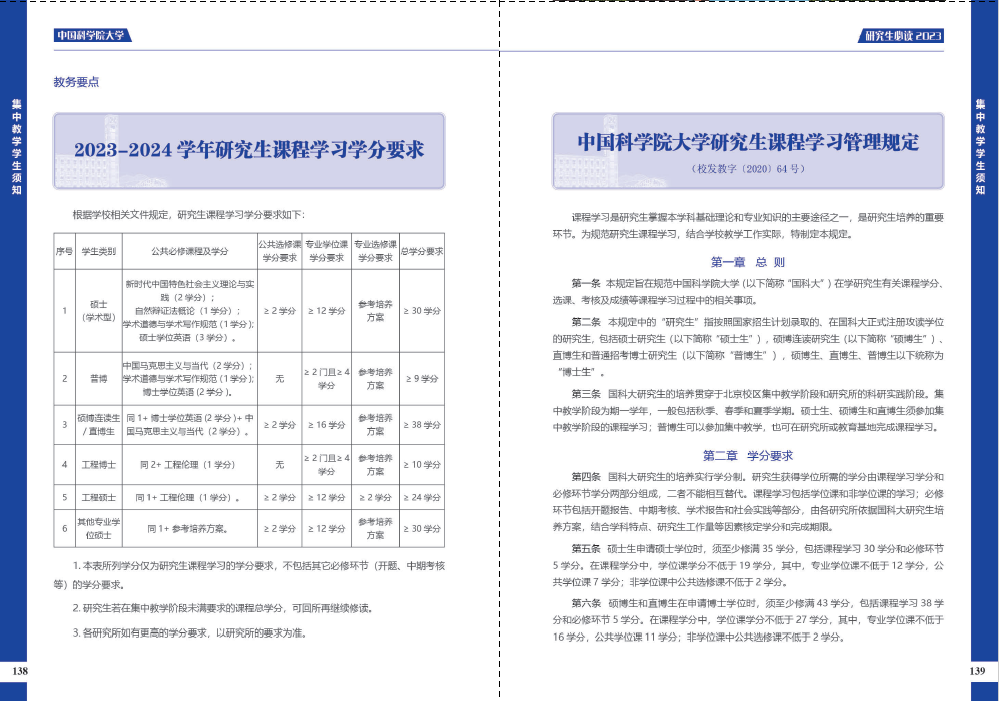 中国科学院大学
集中教学学生须知
教务要点
2023-2024 学年研究生课程学习学分要求
根据学校相关文件规定，研究生课程学习学分要求如下：
序号 学生类别 公共必修课程及学分 公共选修课学分要求 专业学位课学分要求 专业选修课学分要求 总学分要求
1 硕士（学术型） 新时代中国特色社会主义理论与实践（2 学分）；自然辩证法概论（1 学分）；学术道德与学术写作规范（1 学分）；硕士学位英语（3 学分）。 ≥ 2 学分 ≥ 12 学分 参考培养方案 ≥ 30 学分
2 普博 中国马克思主义与当代（2 学分）；学术道德与学术写作规范（1 学分）；博士学位英语（2 学分）。 无 ≥ 2 门且≥ 4 学分 参考培养方案 ≥ 9 学分
3 硕博连读生 / 直博生 同 1+ 博士学位英语（2 学分）+ 中国马克思主义与当代（2 学分）。 ≥ 2 学分 ≥ 16 学分 参考培养方案 ≥ 38 学分
4 工程博士 同 2+ 工程伦理（1 学分） 无 ≥ 2 门且≥ 4 学分 参考培养方案 ≥ 10 学分
5 工程硕士 同 1+ 工程伦理（1 学分）。 ≥ 2 学分 ≥ 12 学分 ≥ 2 学分 ≥ 24 学分
6 其他专业学位硕士 同 1+ 参考培养方案。 ≥ 2 学分 ≥ 12 学分 参考培养方案 ≥ 30 学分
1. 本表所列学分仅为研究生课程学习的学分要求，不包括其它必修环节（开题、中期考核
等）的学分要求。
2. 研究生若在集中教学阶段未满要求的课程总学分，可回所再继续修读。
3. 各研究所如有更高的学分要求，以研究所的要求为准。
138
研究生必读 2023
集中教学学生须知
中国科学院大学研究生课程学习管理规定
（校发教字〔2020〕64 号）
课程学习是研究生掌握本学科基础理论和专业知识的主要途径之一，是研究生培养的重要
环节。为规范研究生课程学习，结合学校教学工作实际，特制定本规定。
第一章 总 则
第一条 本规定旨在规范中国科学院大学（以下简称“国科大”）在学研究生有关课程学分、
选课、考核及成绩等课程学习过程中的相关事项。
第二条 本规定中的“研究生”指按照国家招生计划录取的、在国科大正式注册攻读学位
的研究生，包括硕士研究生（以下简称“硕士生”），硕博连读研究生（以下简称“硕博生”）、
直博生和普通招考博士研究生（以下简称“普博生”），硕博生、直博生、普博生以下统称为
“博士生”。
第三条 国科大研究生的培养贯穿于北京校区集中教学阶段和研究所的科研实践阶段。集
中教学阶段为期一学年，一般包括秋季、春季和夏季学期。硕士生、硕博生和直博生须参加集
中教学阶段的课程学习；普博生可以参加集中教学，也可在研究所或教育基地完成课程学习。
第二章 学分要求
第四条 国科大研究生的培养实行学分制。研究生获得学位所需的学分由课程学习学分和
必修环节学分两部分组成，二者不能相互替代。课程学习包括学位课和非学位课的学习；必修
环节包括开题报告、中期考核、学术报告和社会实践等部分，由各研究所依据国科大研究生培
养方案，结合学科特点、研究生工作量等因素核定学分和完成期限。
第五条 硕士生申请硕士学位时，须至少修满 35 学分，包括课程学习 30 学分和必修环节
5 学分。在课程学分中，学位课学分不低于 19 学分，其中，专业学位课不低于 12 学分，公
共学位课 7 学分；非学位课中公共选修课不低于 2 学分。
第六条 硕博生和直博生在申请博士学位时，须至少修满 43 学分，包括课程学习 38 学
分和必修环节 5 学分。在课程学分中，学位课学分不低于 27 学分，其中，专业学位课不低于
16 学分，公共学位课 11 学分；非学位课中公共选修课不低于 2 学分。
139